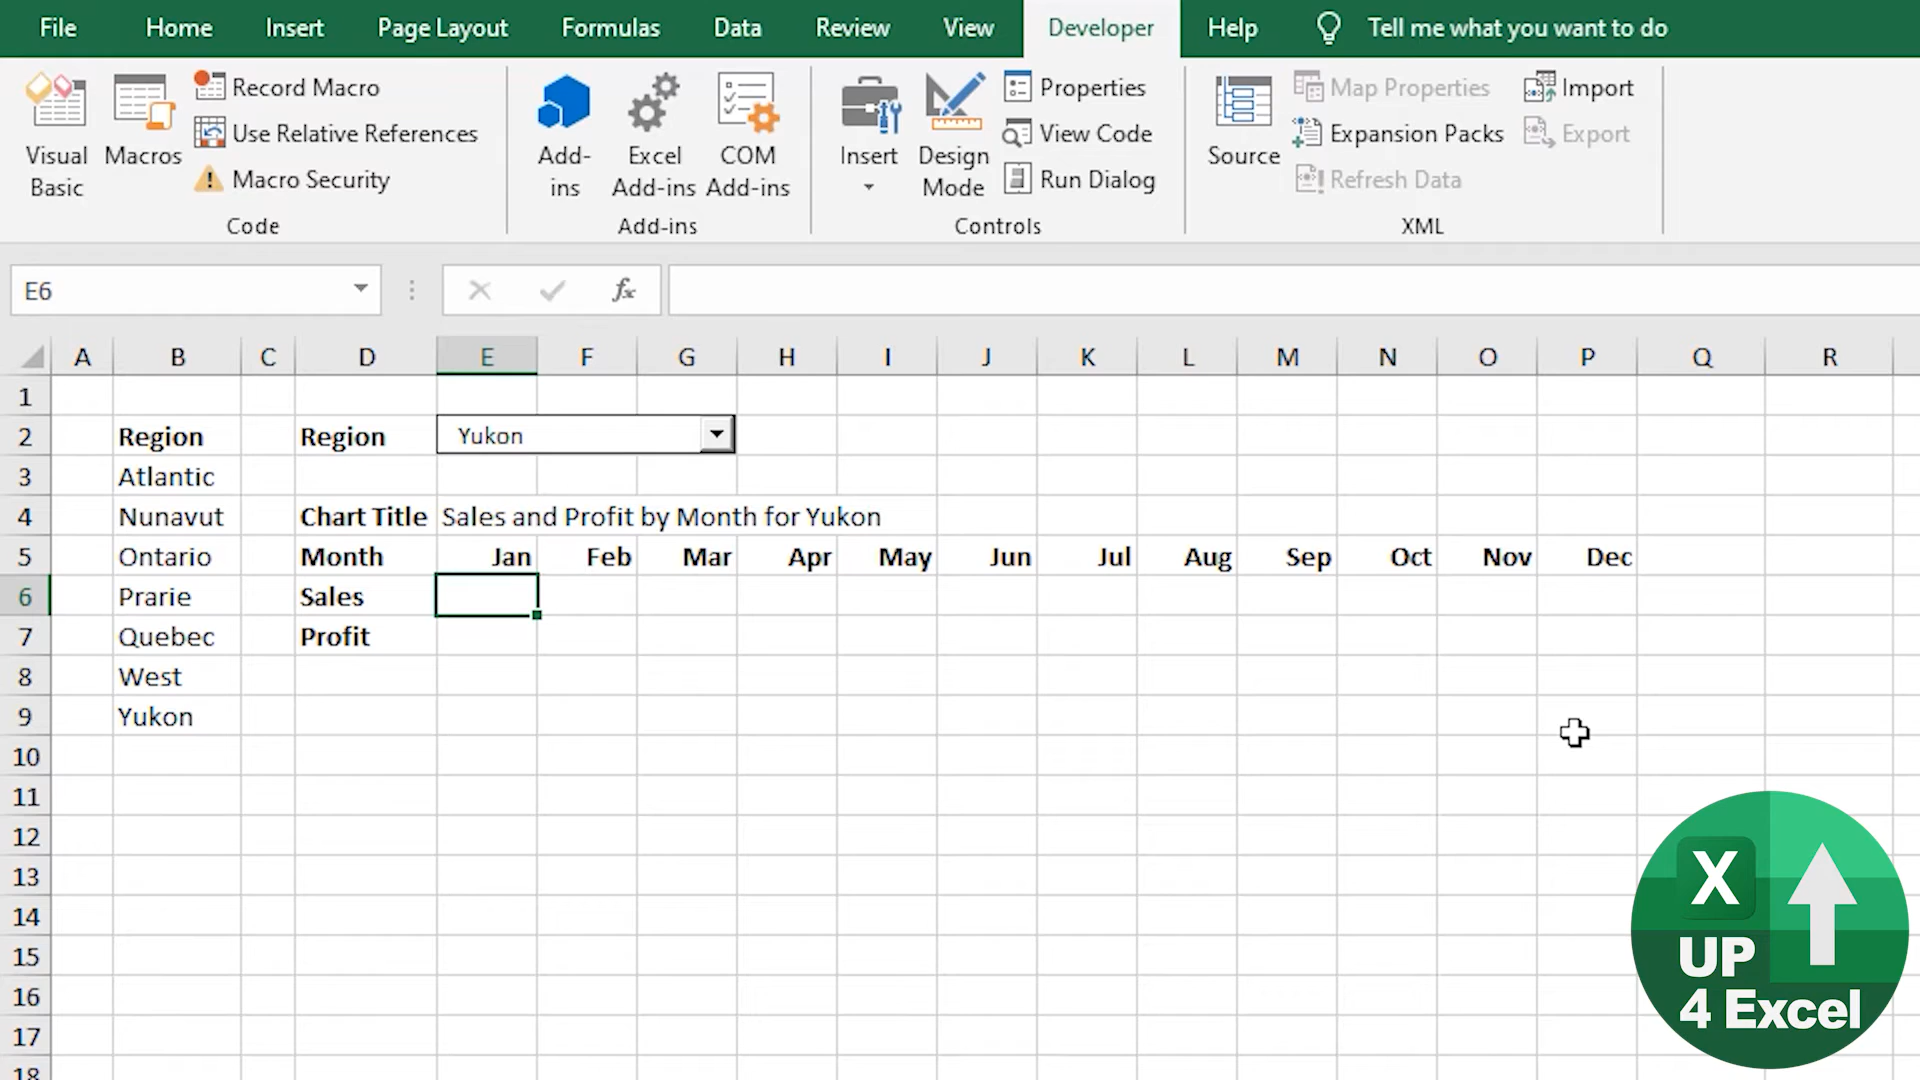 File Home Insert Page Layout Formulas Data Review View Developer Help Tell me what you want to do
Visual Basic Macros Record Macro Use Relative References Macro Security
Add-ins Excel Add-ins COM Add-ins
Insert Design Mode Properties View Code Run Dialog
Source Map Properties Expansion Packs Refresh Data Import Export
Code Add-ins Controls XML
E6 fx
A B C D E F G H I J K L M N O P Q R
1
2 Region Region Yukon
3 Atlantic
4 Nunavut Chart Title Sales and Profit by Month for Yukon
5 Ontario Month Jan Feb Mar Apr May Jun Jul Aug Sep Oct Nov Dec
6 Prarie Sales
7 Quebec Profit
8 West
9 Yukon
10
11
12
13
14
15
16
17
18
X
UP
4 Excel